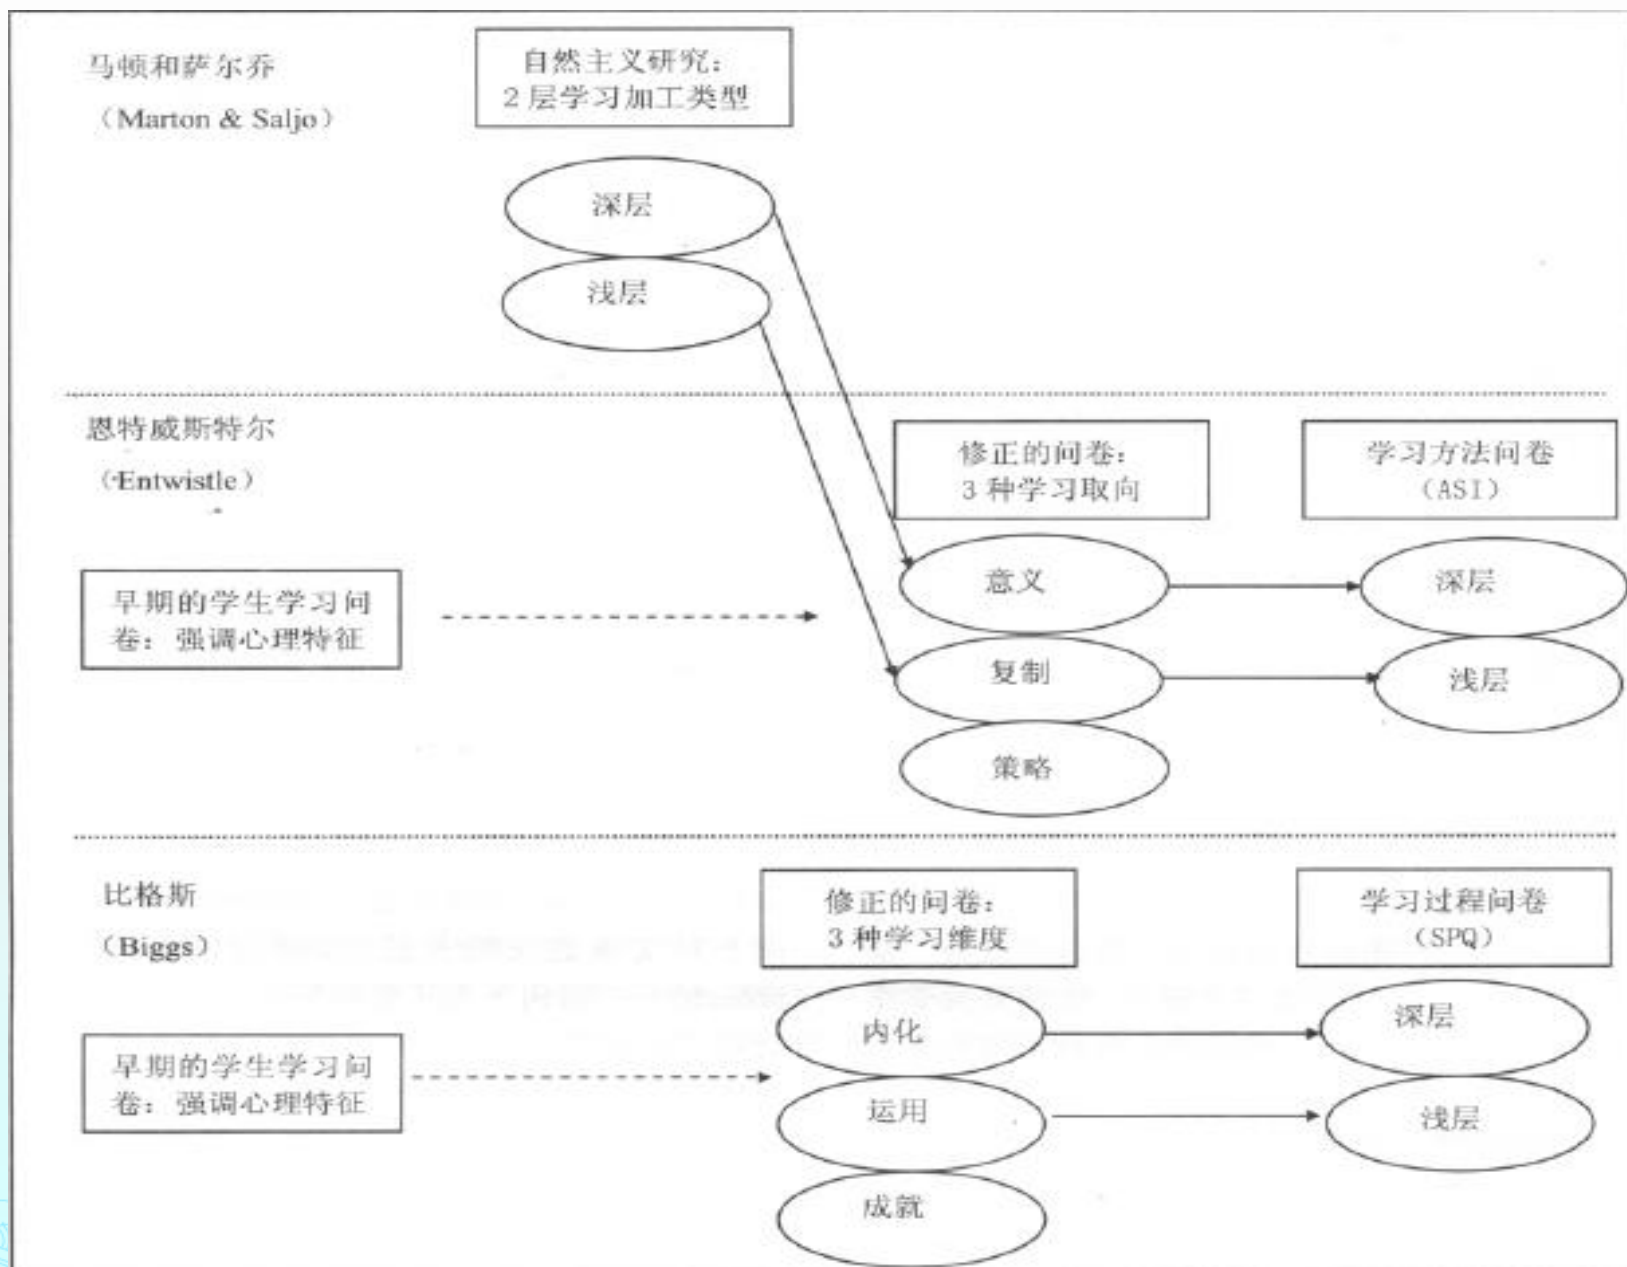 马顿和萨尔乔
（Marton & Saljo）
自然主义研究：
2 层学习加工类型
深层
浅层
恩特威斯特尔
（Entwistle）
修正的问卷：
3 种学习取向
学习方法问卷
（ASI）
早期的学生学习问
卷：强调心理特征
意义
深层
复制
浅层
策略
比格斯
(Biggs)
修正的问卷：
3 种学习维度
学习过程问卷
（SPQ）
早期的学生学习问
卷：强调心理特征
内化
深层
运用
浅层
成就